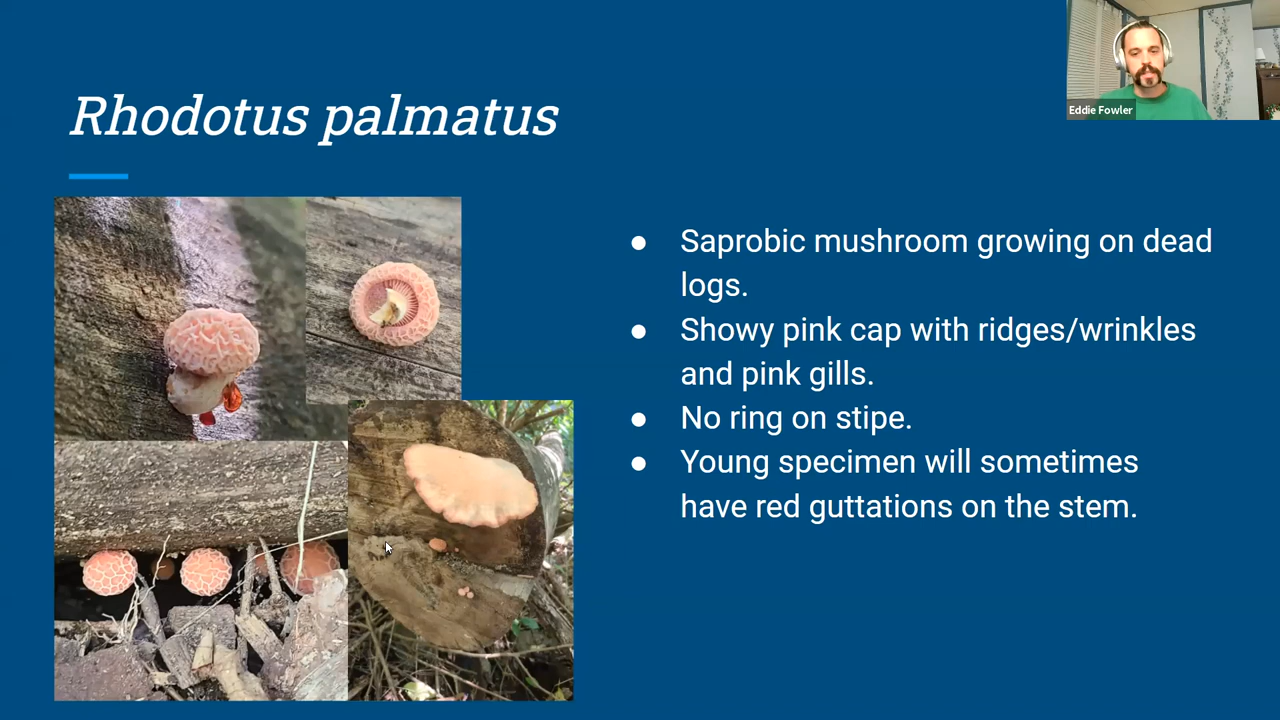 Rhodotus palmatus
Eddie Fowler
● Saprobic mushroom growing on dead
logs.
● Showy pink cap with ridges/wrinkles
and pink gills.
● No ring on stipe.
● Young specimen will sometimes
have red guttations on the stem.